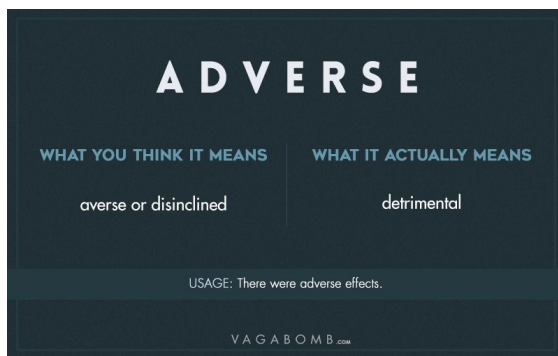 ADVERSE
WHAT YOU THINK IT MEANS
averse or disinclined
WHAT IT ACTUALLY MEANS
detrimental
USAGE: There were adverse effects.
VAGABOMB.COM